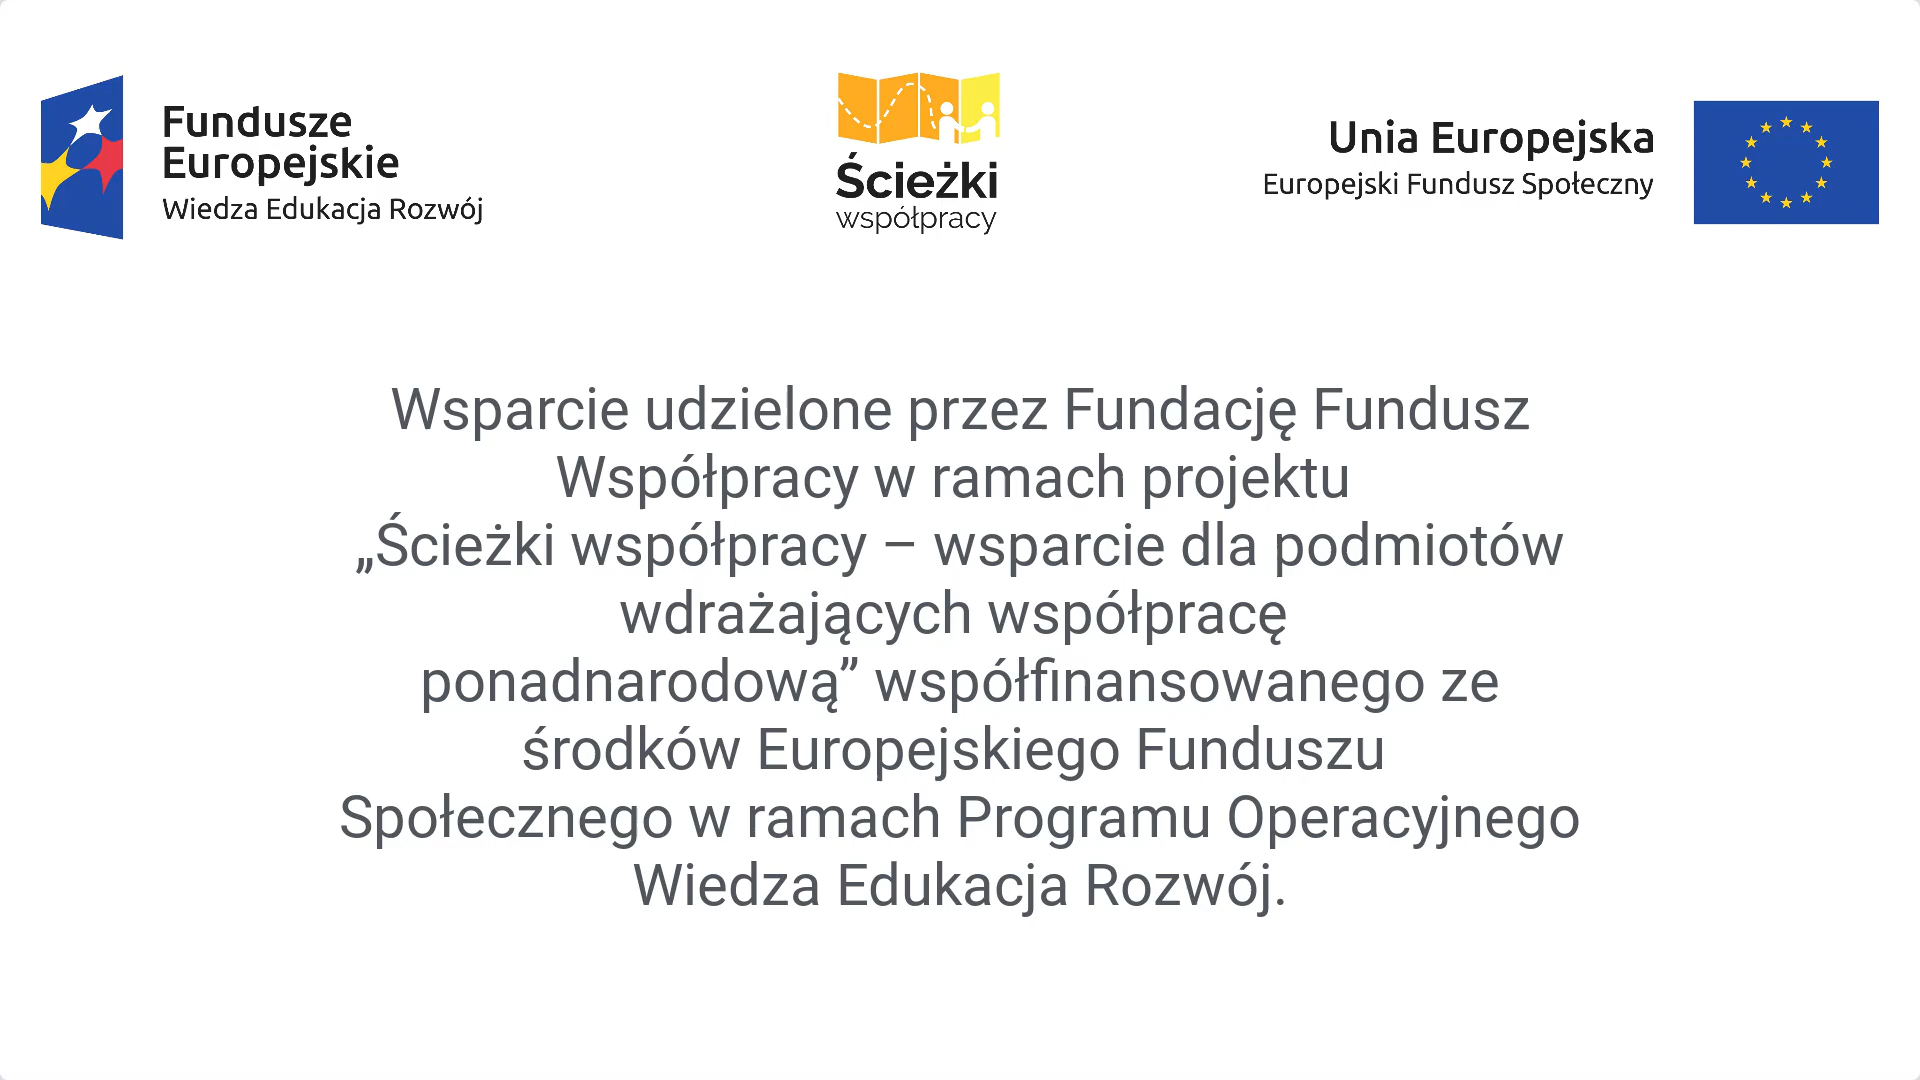 Fundusze
Europejskie
Wiedza Edukacja Rozwój
Ścieżki
współpracy
Unia Europejska
Europejski Fundusz Społeczny
Wsparcie udzielone przez Fundację Fundusz
Współpracy w ramach projektu
„Ścieżki współpracy – wsparcie dla podmiotów
wdrażających współpracę
ponadnarodową” współfinansowanego ze
środków Europejskiego Funduszu
Społecznego w ramach Programu Operacyjnego
Wiedza Edukacja Rozwój.